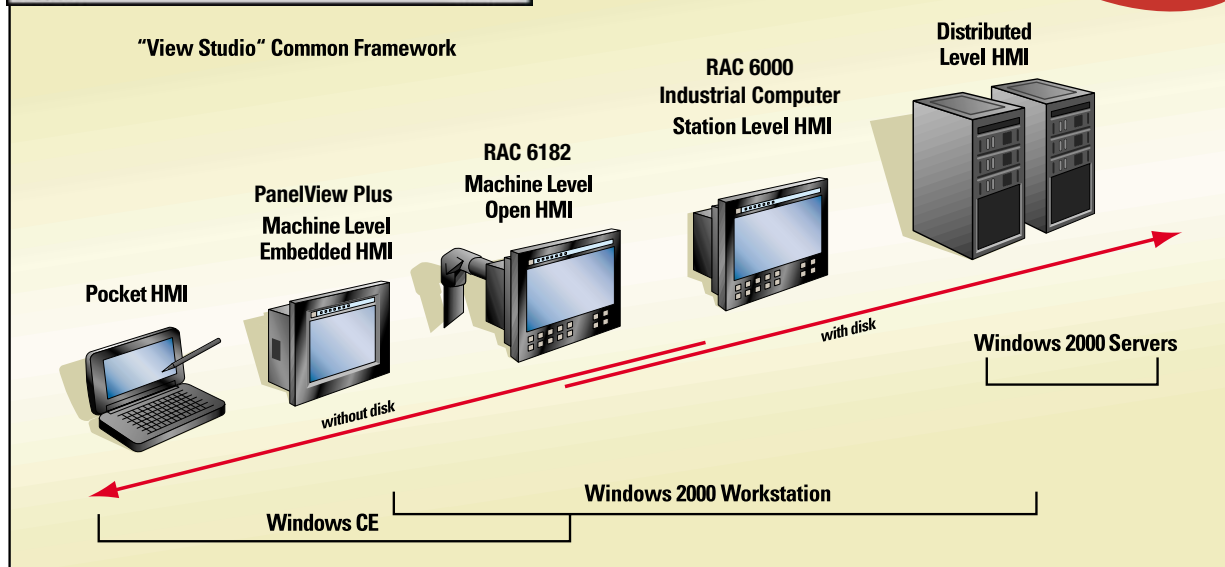 "View Studio" Common Framework
Distributed
Level HMI
RAC 6000
Industrial Computer
Station Level HMI
RAC 6182
Machine Level
Open HMI
PanelView Plus
Machine Level
Embedded HMI
Pocket HMI
without disk
with disk
Windows 2000 Servers
Windows 2000 Workstation
Windows CE